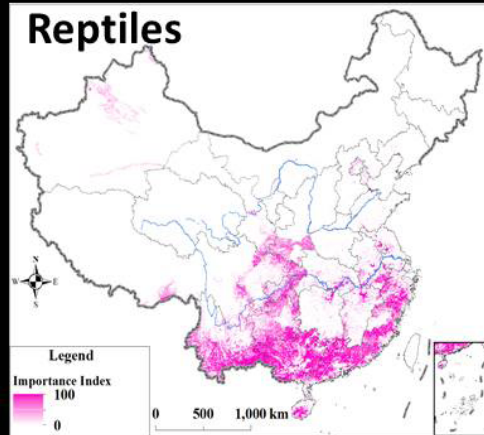 Reptiles
N
W E
S
Legend
Importance Index
100
0
0 500 1,000 km